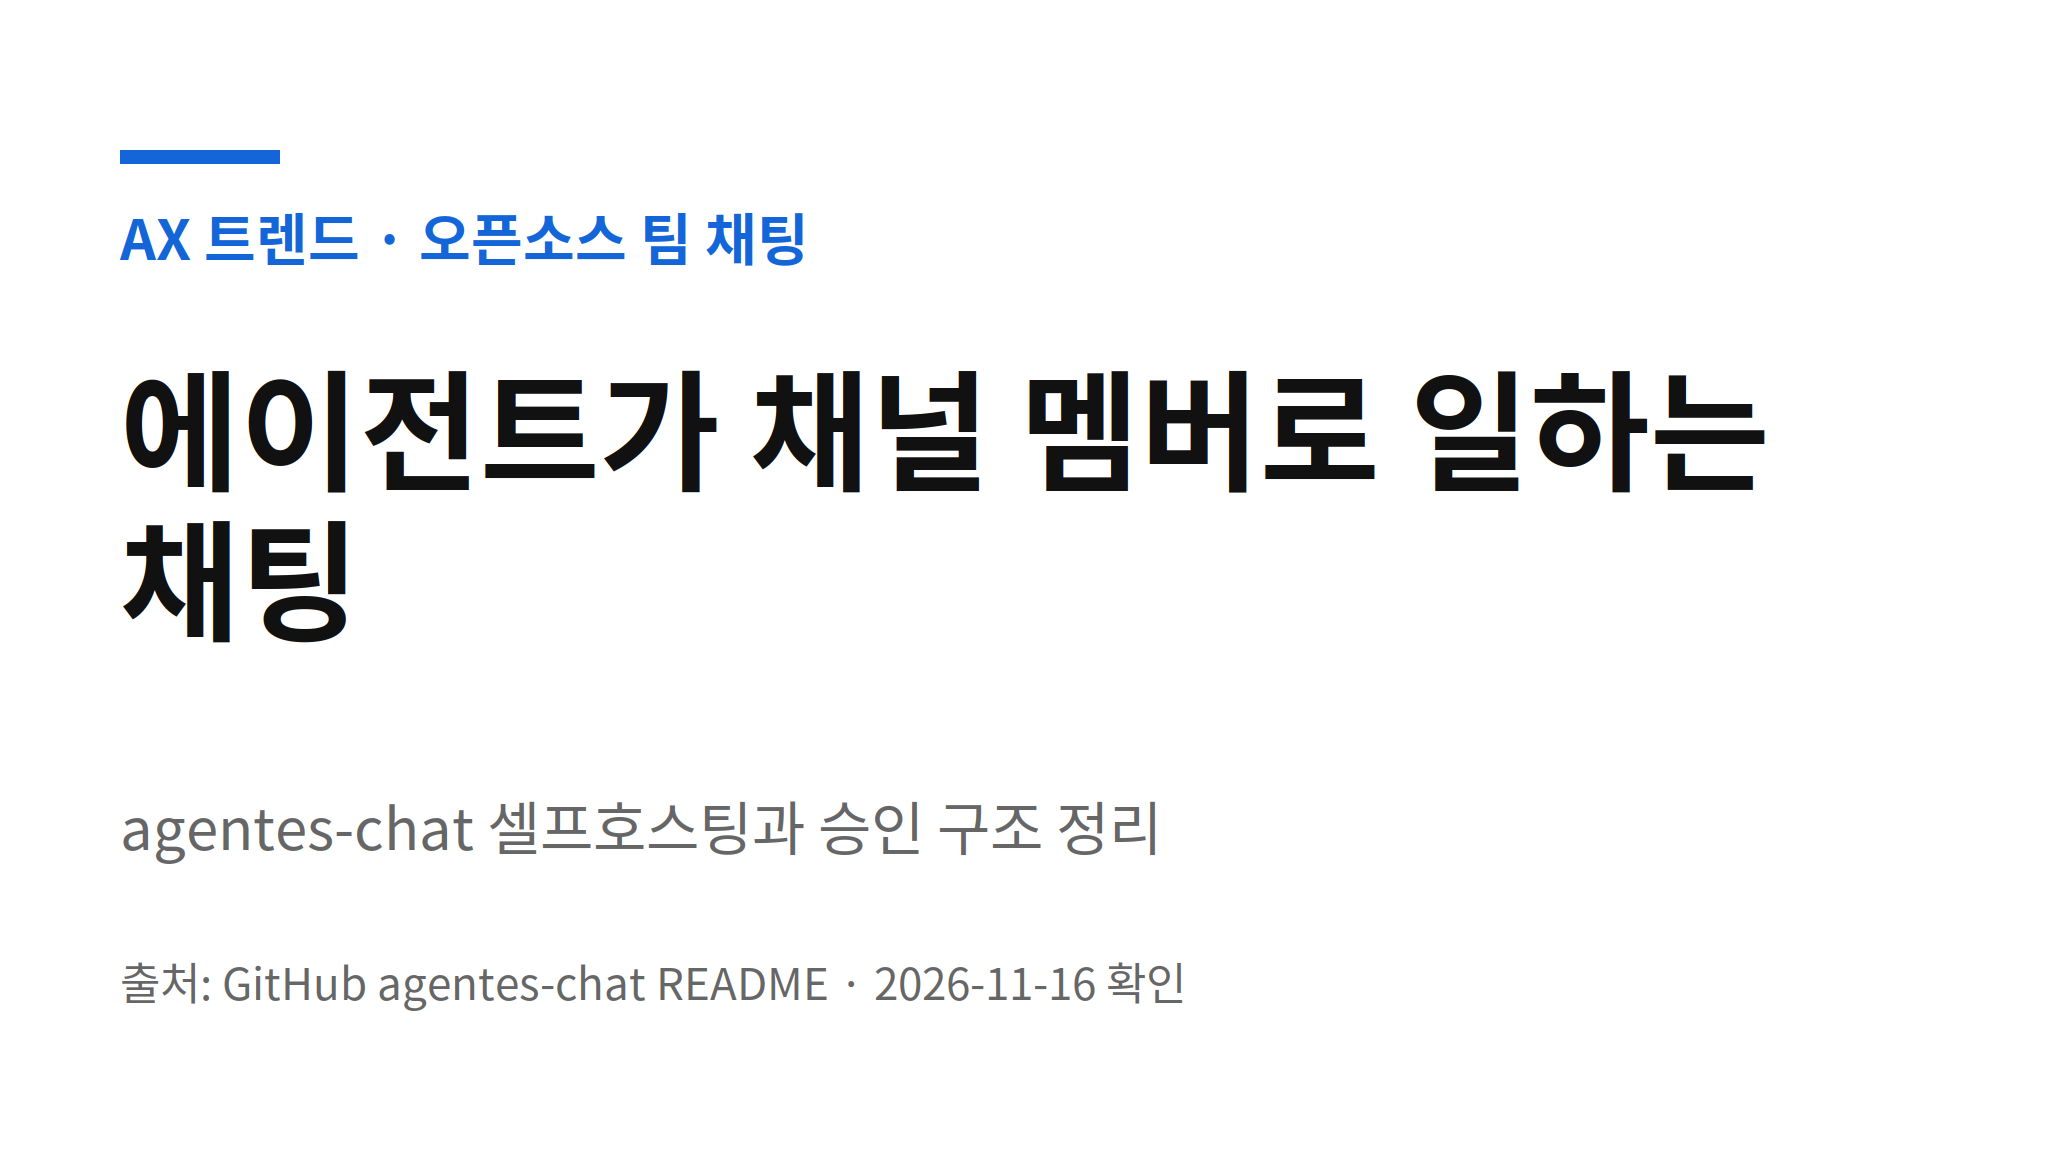 AX 트렌드 · 오픈소스 팀 채팅
에이전트가 채널 멤버로 일하는
채팅
agentes-chat 셀프호스팅과 승인 구조 정리
출처: GitHub agentes-chat README · 2026-11-16 확인